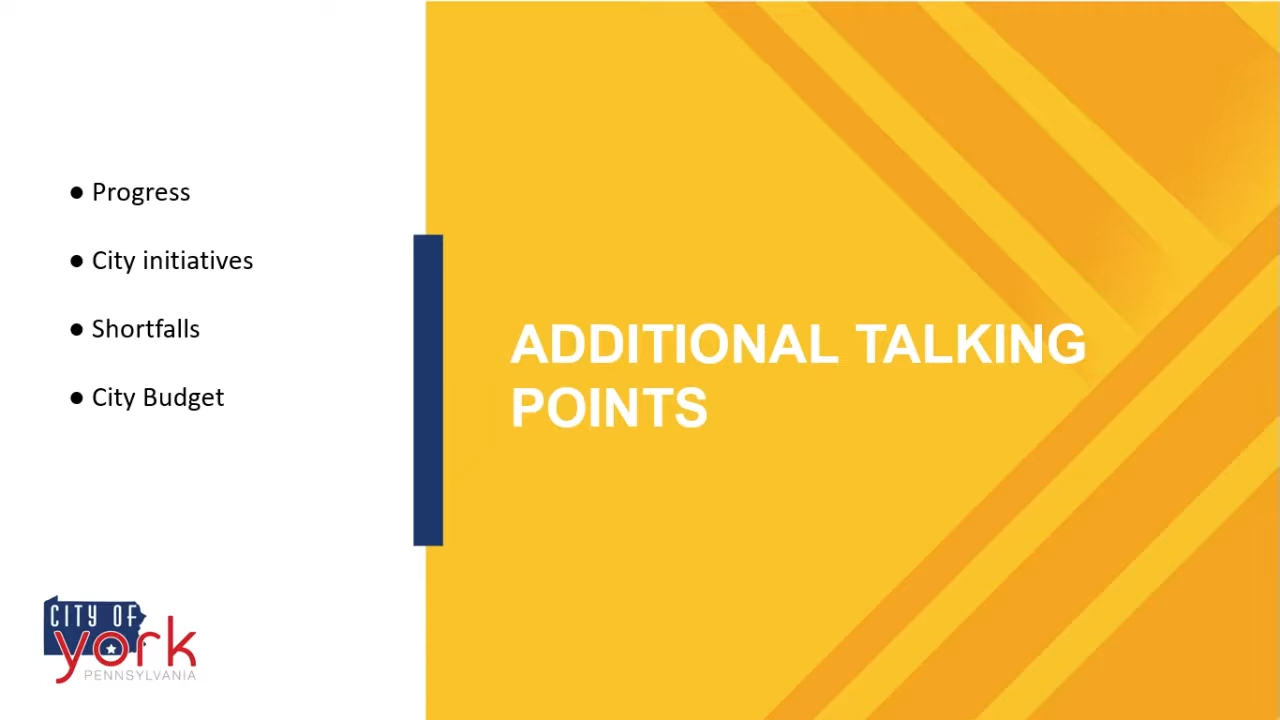 ● Progress
● City initiatives
● Shortfalls
● City Budget
ADDITIONAL TALKING
POINTS
CITY OF
york
PENNSYLVANIA